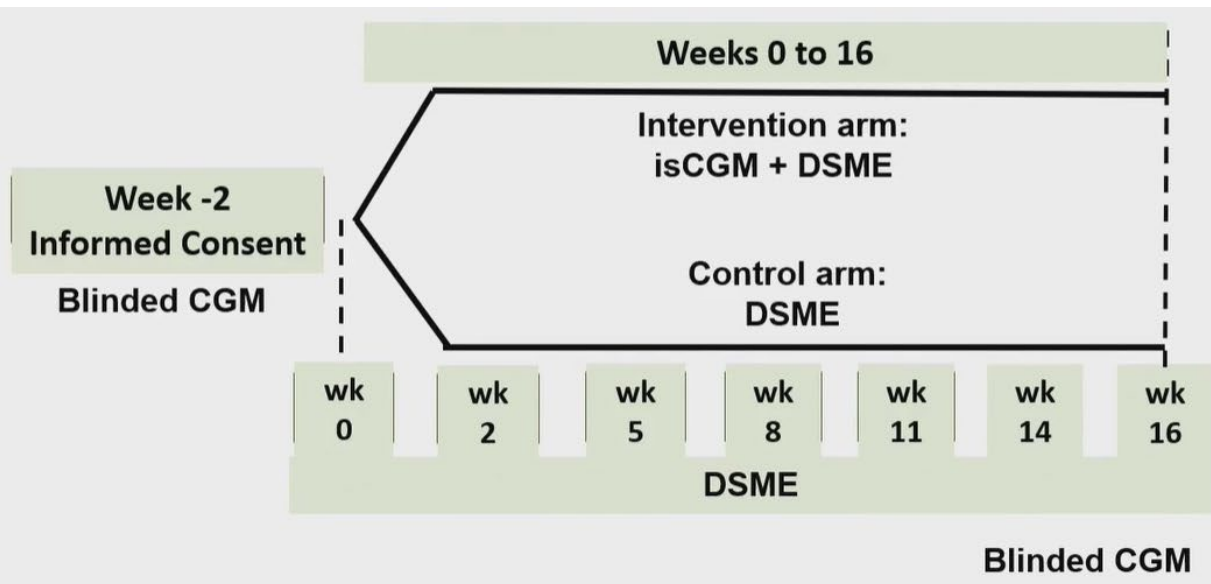 Weeks 0 to 16
Intervention arm:
isCGM + DSME
Week -2
Informed Consent
Blinded CGM
Control arm:
DSME
wk
0
wk
2
wk
5
wk
8
wk
11
wk
14
wk
16
DSME
Blinded CGM